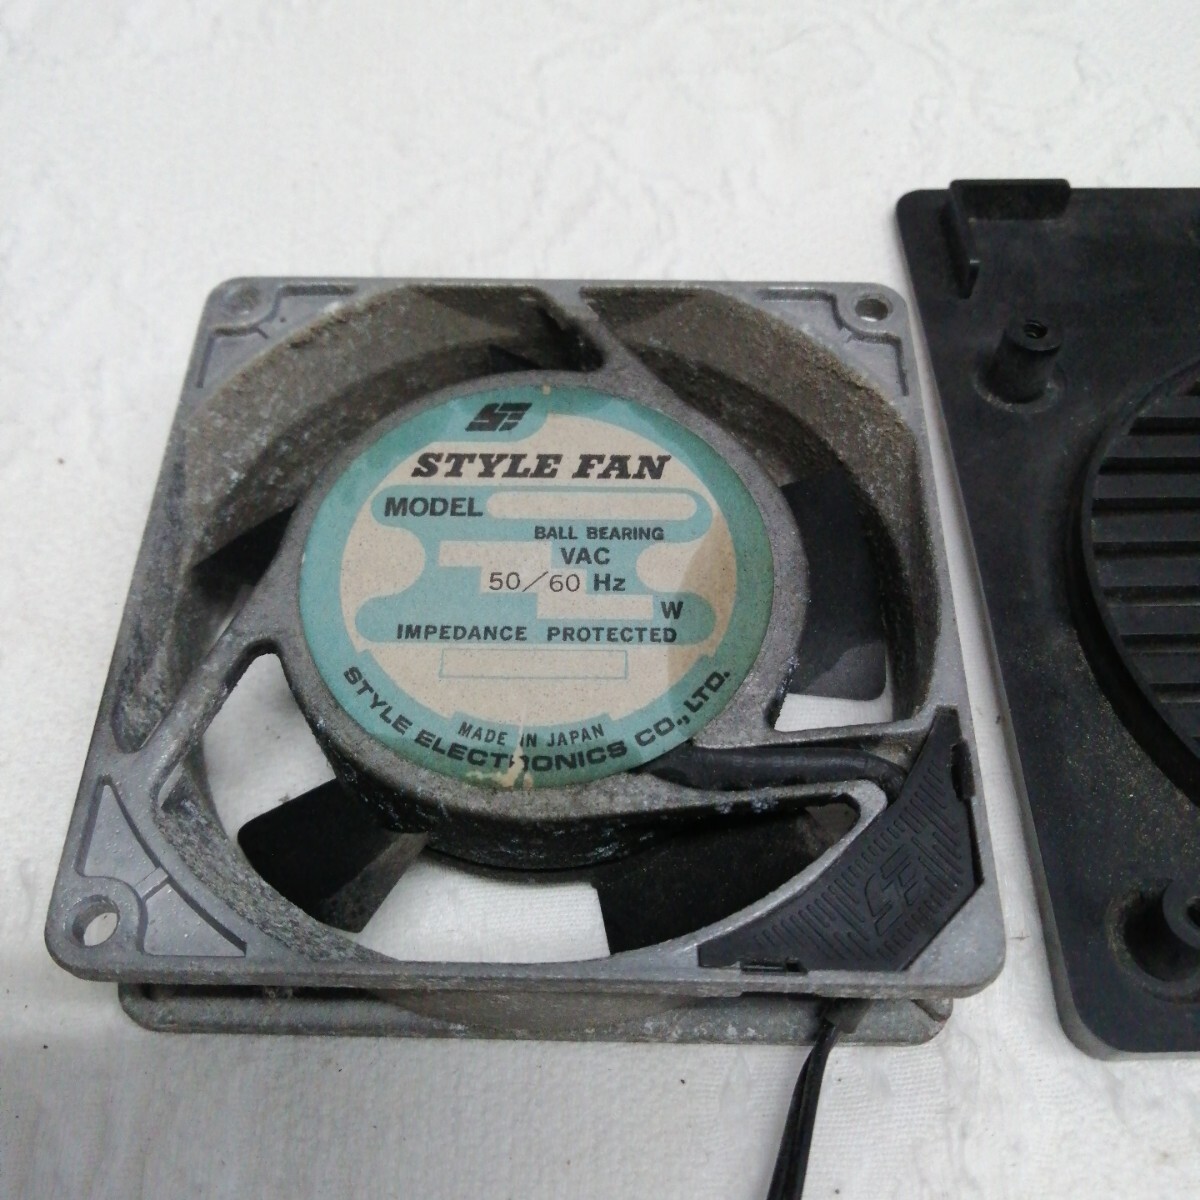 STYLE FAN
MODEL
BALL BEARING
VAC
50/60 Hz
W
IMPEDANCE PROTECTED
MADE IN JAPAN
STYLE ELECTRONICS CO., LTD.